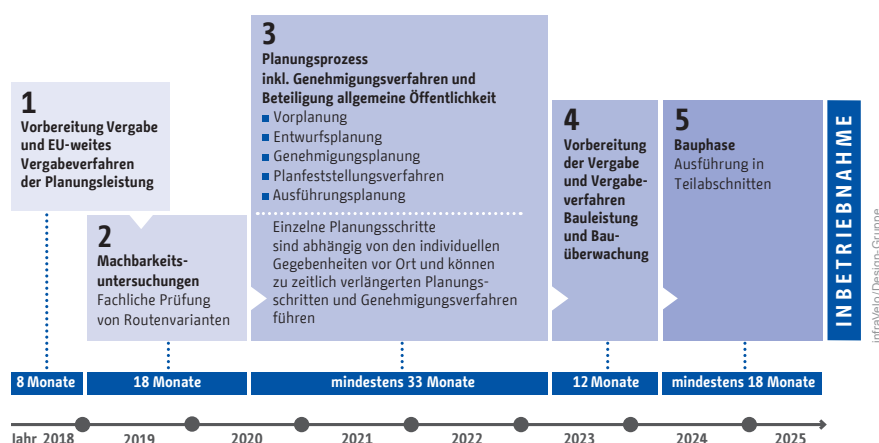 1
Vorbereitung Vergabe
und EU-weites
Vergabeverfahren
der Planungsleistung
2
Machbarkeits-
untersuchungen
Fachliche Prüfung
von Routenvarianten
3
Planungsprozess
inkl. Genehmigungsverfahren und
Beteiligung allgemeine Öffentlichkeit
Vorplanung
Entwurfsplanung
Genehmigungsplanung
Planfeststellungsverfahren
Ausführungsplanung
Einzelne Planungsschritte
sind abhängig von den individuellen
Gegebenheiten vor Ort und können
zu zeitlich verlängerten Planungs-
schritten und Genehmigungsverfahren
führen
4
Vorbereitung
der Vergabe
und Vergabe-
verfahren
Bauleistung
und Bau-
überwachung
5
Bauphase
Ausführung in
Teilabschnitten
INBETRIEBNAHME
infraVelo/Design-Gruppe
8 Monate 18 Monate mindestens 33 Monate 12 Monate mindestens 18 Monate
Jahr 2018 2019 2020 2021 2022 2023 2024 2025